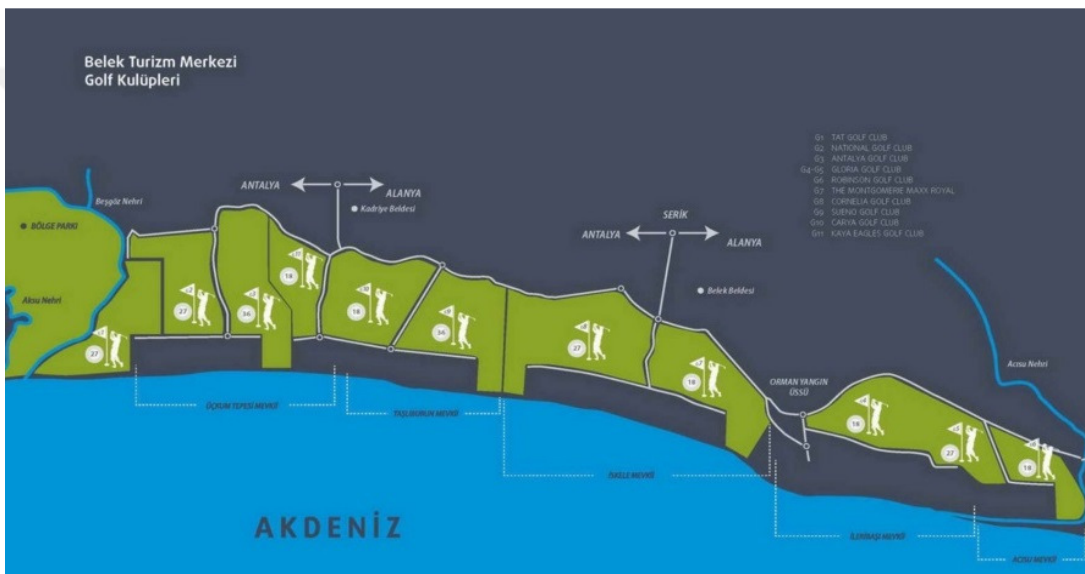 Belek Turizm Merkezi
Golf Kulüpleri
G1 TAT GOLF CLUB
G2 NATIONAL GOLF CLUB
G3 ANTALYA GOLF CLUB
G4-G5 GLORIA GOLF CLUB
G6 ROBINSON GOLF CLUB
G7 THE MONTGOMERIE MAXX ROYAL
G8 CORNELIA GOLF CLUB
G9 SUENO GOLF CLUB
G10 CARYA GOLF CLUB
G11 KAYA EAGLES GOLF CLUB
ANTALYA
ALANYA
Beşgöz Nehri
Kadriye Beldesi
BÖLGE PARKI
SERİK
ANTALYA
ALANYA
Belek Beldesi
Aksu Nehri
Acısu Nehri
18
27
36
18
36
27
27
18
ORMAN YANGIN
ÜSSÜ
18
27
18
ÜÇKUM TEPESİ MEVKİİ
TAŞLIBURUN MEVKİİ
İSKELE MEVKİİ
İLERİBAŞI MEVKİİ
ACISU MEVKİİ
AKDENİZ